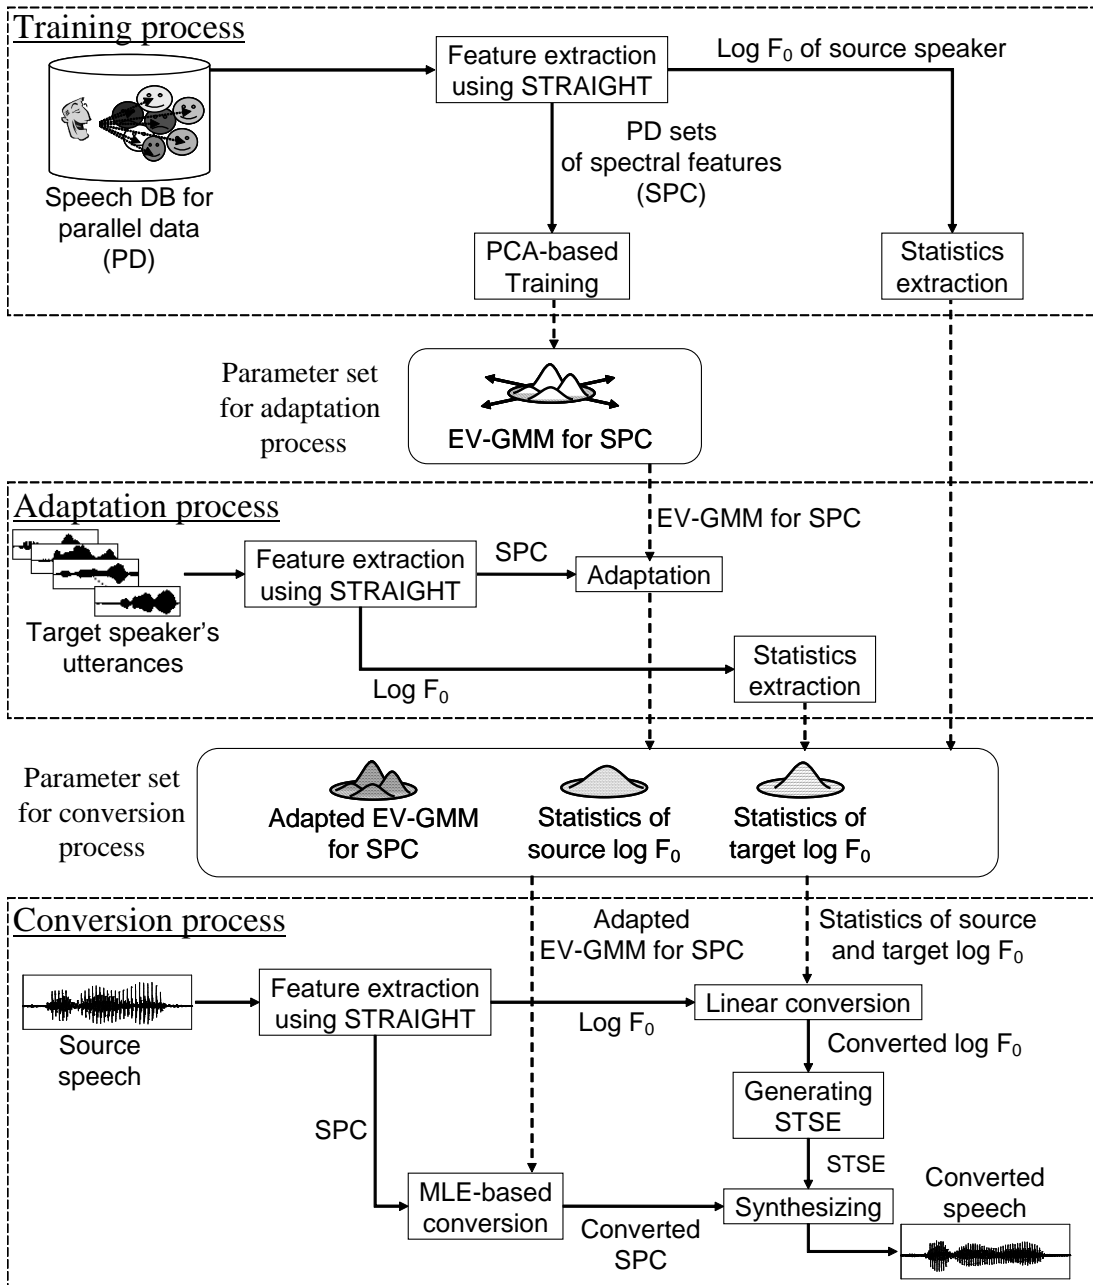 Training process
Feature extraction
using STRAIGHT
Log F0 of source speaker
PD sets
of spectral features
(SPC)
Speech DB for
parallel data
(PD)
PCA-based
Training
Statistics
extraction
Parameter set
for adaptation
process
EV-GMM for SPC
Adaptation process
EV-GMM for SPC
Feature extraction
using STRAIGHT
SPC
Adaptation
Target speaker's
utterances
Log F0
Statistics
extraction
Parameter set
for conversion
process
Adapted EV-GMM
for SPC
Statistics of
source log F0
Statistics of
target log F0
Conversion process
Adapted
EV-GMM for SPC
Statistics of source
and target log F0
Feature extraction
using STRAIGHT
Log F0
Linear conversion
Source
speech
Converted log F0
Generating
STSE
SPC
STSE
MLE-based
conversion
Converted
SPC
Synthesizing
Converted
speech